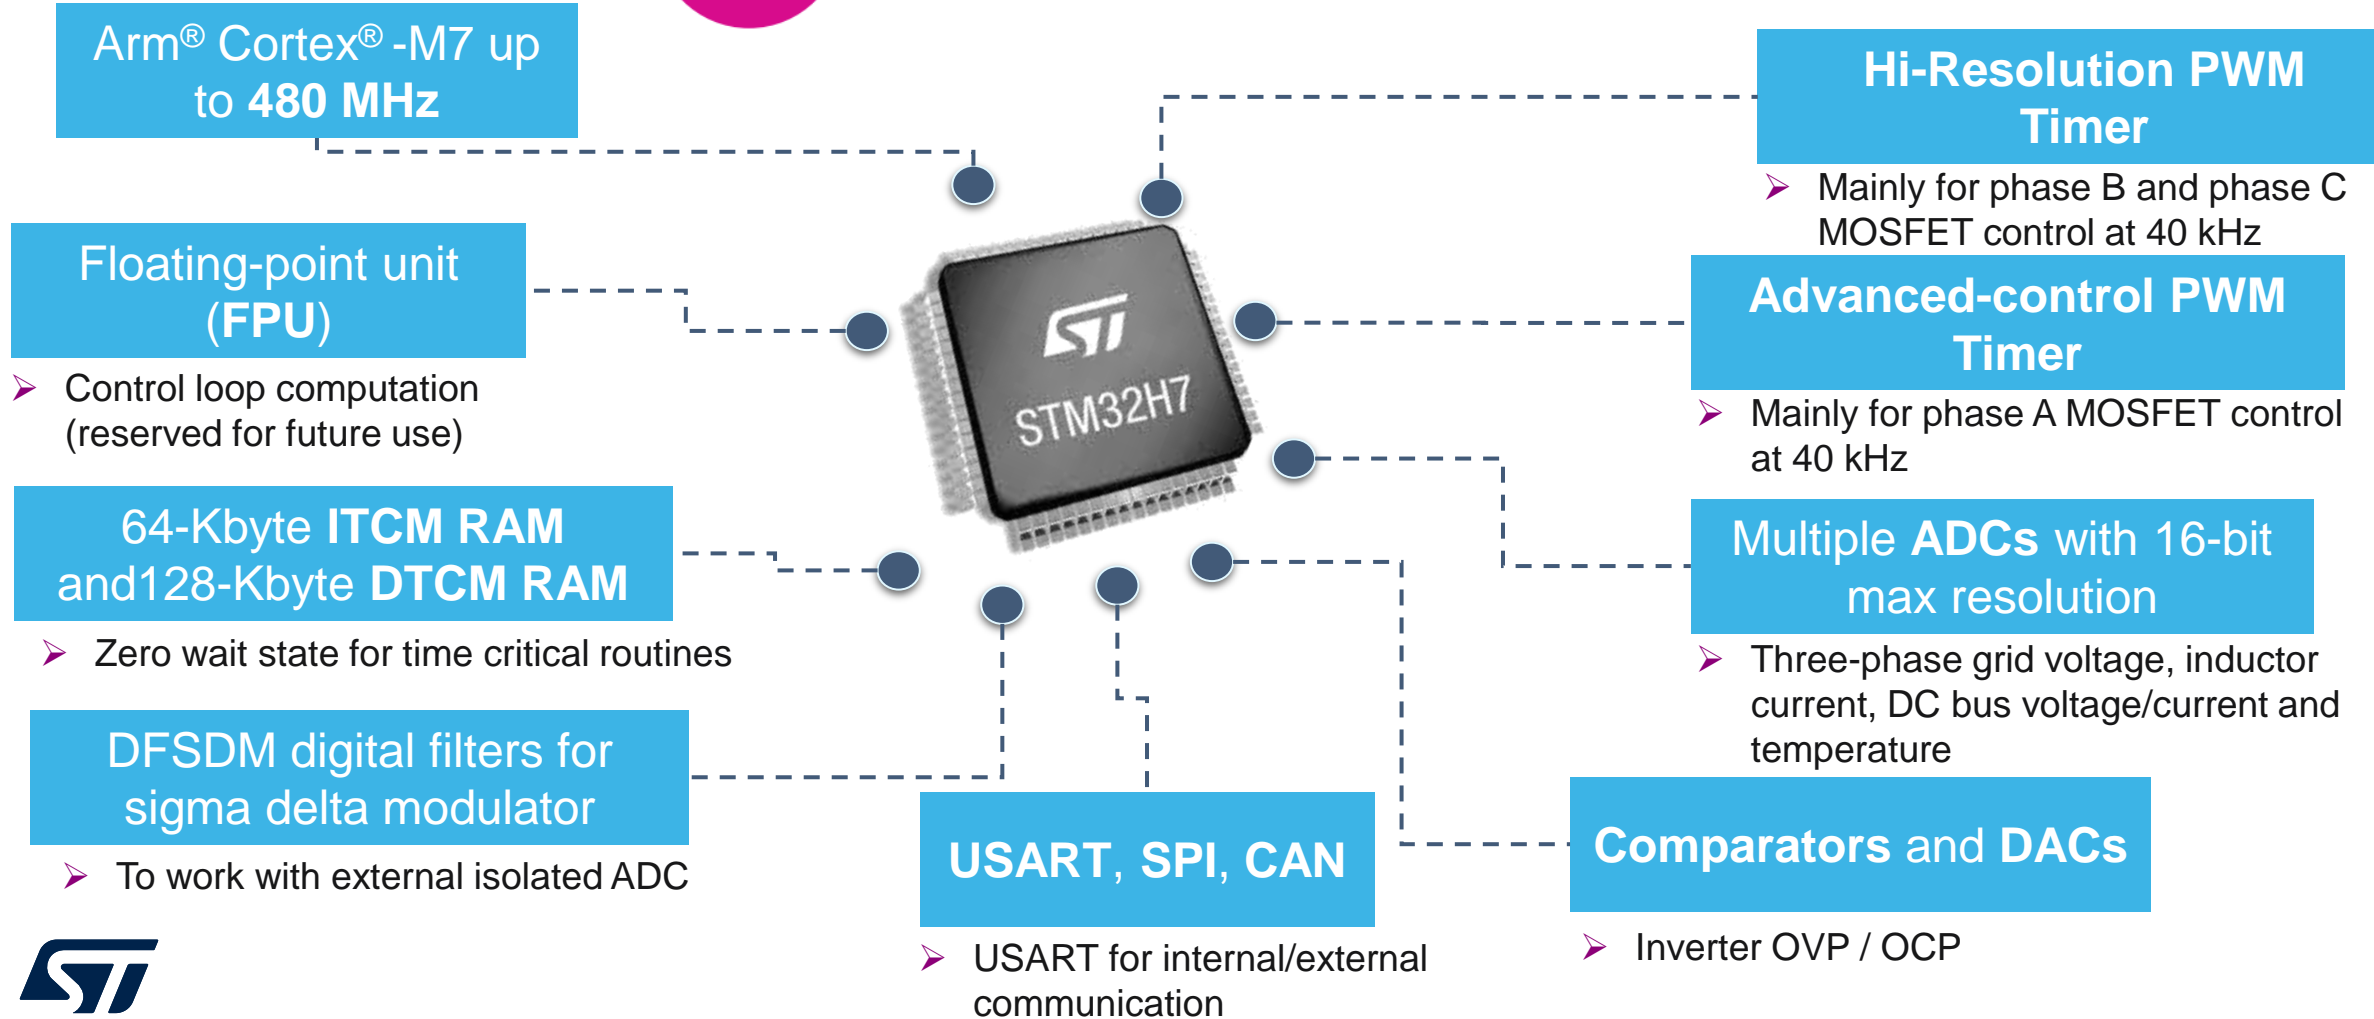 Arm® Cortex® -M7 up
to 480 MHz
Floating-point unit
(FPU)
➢ Control loop computation
(reserved for future use)
64-Kbyte ITCM RAM
and128-Kbyte DTCM RAM
➢ Zero wait state for time critical routines
DFSDM digital filters for
sigma delta modulator
➢ To work with external isolated ADC
ST
STM32H7
USART, SPI, CAN
➢ USART for internal/external
communication
Hi-Resolution PWM
Timer
➢ Mainly for phase B and phase C
MOSFET control at 40 kHz
Advanced-control PWM
Timer
➢ Mainly for phase A MOSFET control
at 40 kHz
Multiple ADCs with 16-bit
max resolution
➢ Three-phase grid voltage, inductor
current, DC bus voltage/current and
temperature
Comparators and DACs
➢ Inverter OVP / OCP
ST